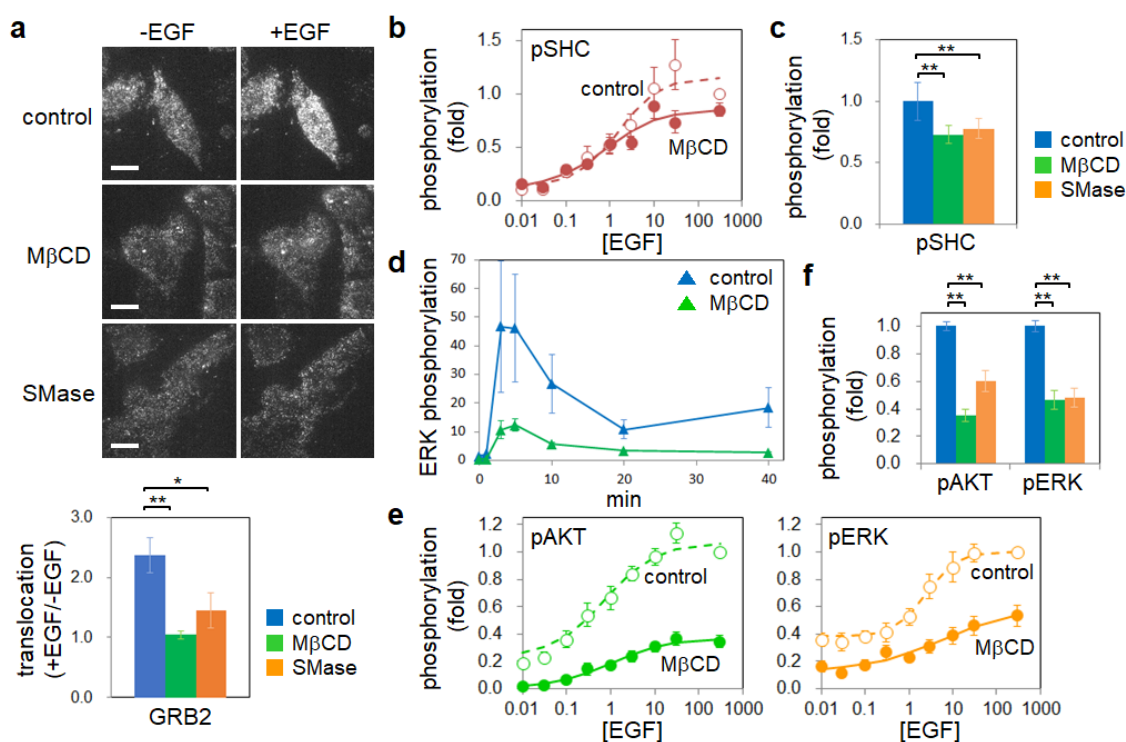 a
-EGF +EGF
control
MβCD
SMase
translocation
(+EGF/-EGF)
3.0
2.0
1.0
0.0
**
*
GRB2
control
MβCD
SMase
b
phosphorylation
(fold)
1.5
1.0
0.5
0.0
pSHC
control
MβCD
0.01 0.1 1 10 100 1000
[EGF]
c
phosphorylation
(fold)
1.5
1.0
0.5
0.0
**
**
pSHC
control
MβCD
SMase
d
ERK phosphorylation
70
60
50
40
30
20
10
0
control
MβCD
0 10 20 30 40
min
f
phosphorylation
(fold)
1.0
0.8
0.6
0.4
0.2
0.0
** **
** **
pAKT pERK
e
phosphorylation
(fold)
1.2
1.0
0.8
0.6
0.4
0.2
0.0
pAKT
control
MβCD
0.01 0.1 1 10 100 1000
[EGF]
1.2
1.0
0.8
0.6
0.4
0.2
0.0
pERK
control
MβCD
0.01 0.1 1 10 100 1000
[EGF]